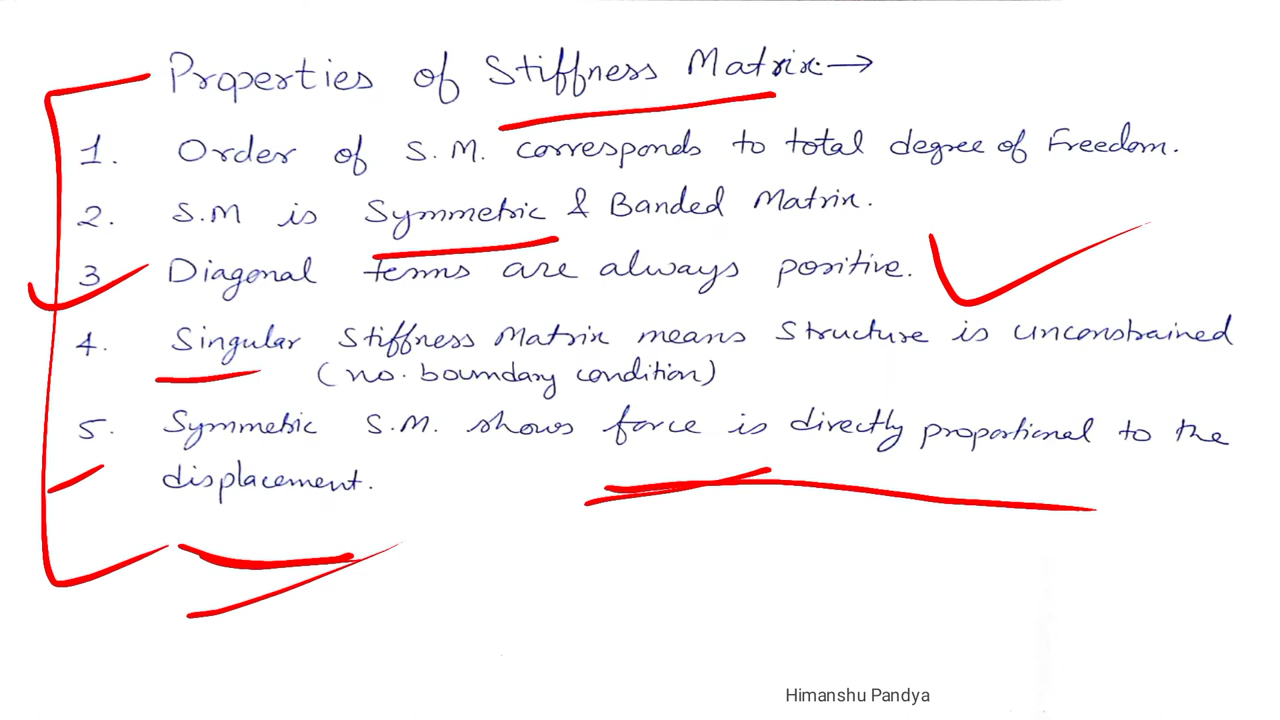 Properties of Stiffness Matrix:→
1. Order of S.M. corresponds to total degree of Freedom.
2. S.M is Symmetric & Banded Matrix.
3 Diagonal terms are always positive.
4. Singular Stiffness Matrix means Structure is unconstrained
(no. boundary condition)
5. Symmetric S.M. shows force is directly proportional to the
displacement.
Himanshu Pandya